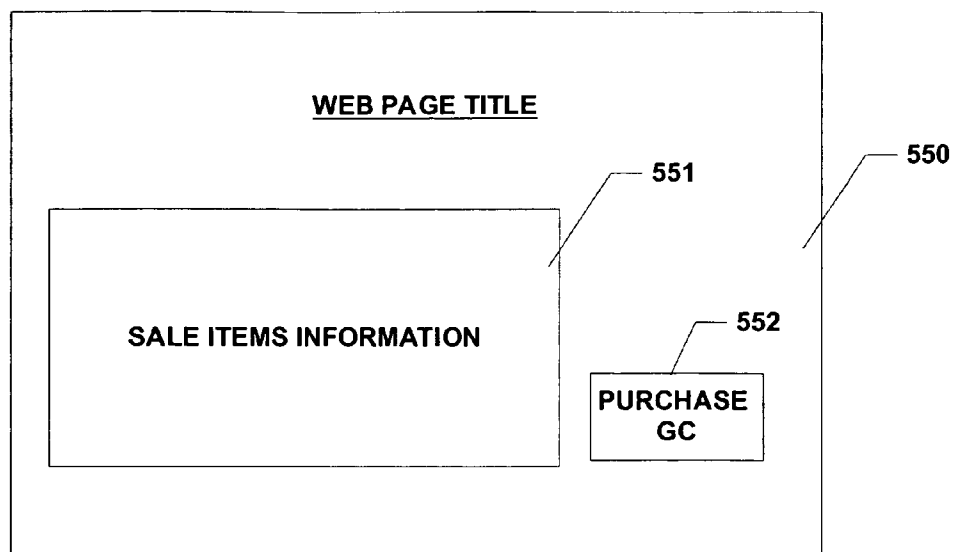 WEB PAGE TITLE
550
551
SALE ITEMS INFORMATION
552
PURCHASE
GC